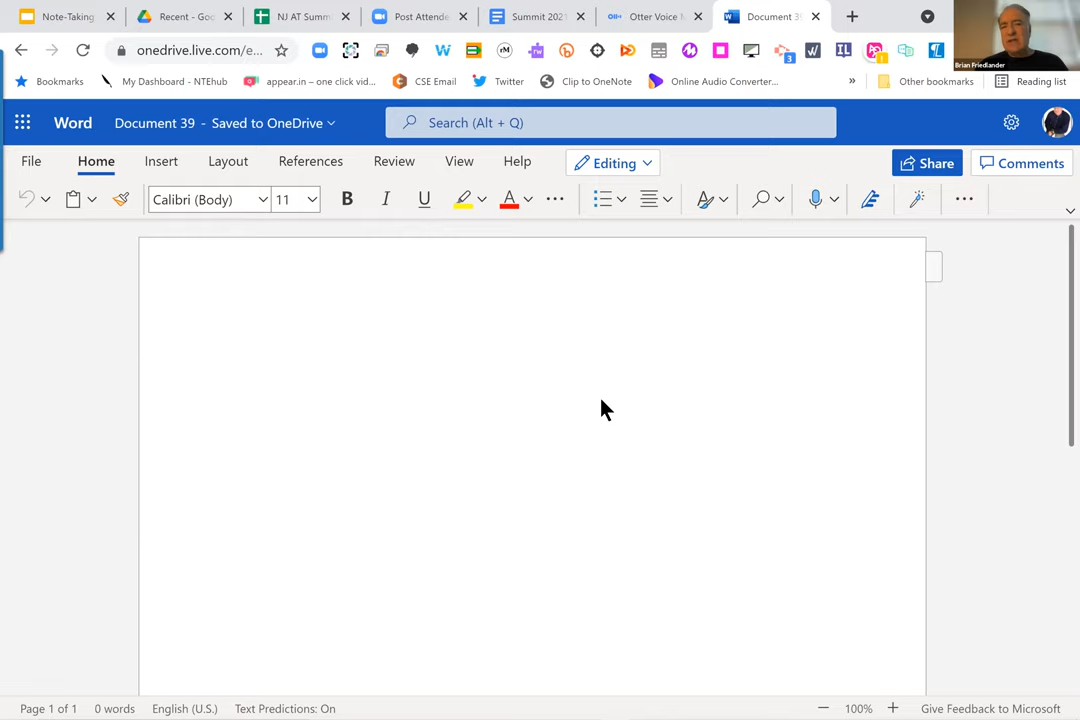 Note-Taking
Recent - Goo
NJ AT Summ
Post Attende
Summit 2021
Otter Voice M
Document 39
onedrive.live.com/e...
Brian Friedlander
Bookmarks
My Dashboard - NTEhub
appear.in – one click vid...
CSE Email
Twitter
Clip to OneNote
Online Audio Converter...
»
Other bookmarks
Reading list
Word
Document 39 - Saved to OneDrive
Search (Alt + Q)
File
Home
Insert
Layout
References
Review
View
Help
Editing
Share
Comments
Calibri (Body)
11
B
I
U
A
Page 1 of 1
0 words
English (U.S.)
Text Predictions: On
100%
Give Feedback to Microsoft